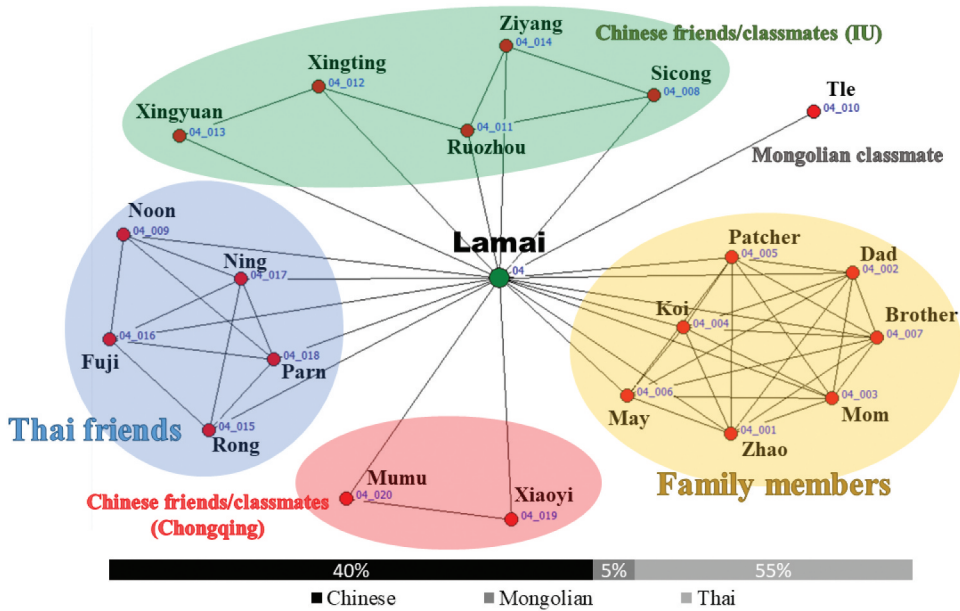 Ziyang
04_014
Chinese friends/classmates (IU)
Xingting
04_012
Sicong
04_008
Tle
04_010
Xingyuan
04_013
04_011
Ruozhou
Mongolian classmate
Noon
04_009
Lamai
04
Ning
04_017
Patcher
04_005
Dad
04_002
Koi
04_004
Brother
04_007
Fuji
04_016
Parn
04_018
May
04_006
Mom
04_003
Thai friends
Rong
04_015
Zhao
04_001
Family members
Mumu
04_020
Xiaoyi
04_019
Chinese friends/classmates
(Chongqing)
40% 5% 55%
Chinese Mongolian Thai